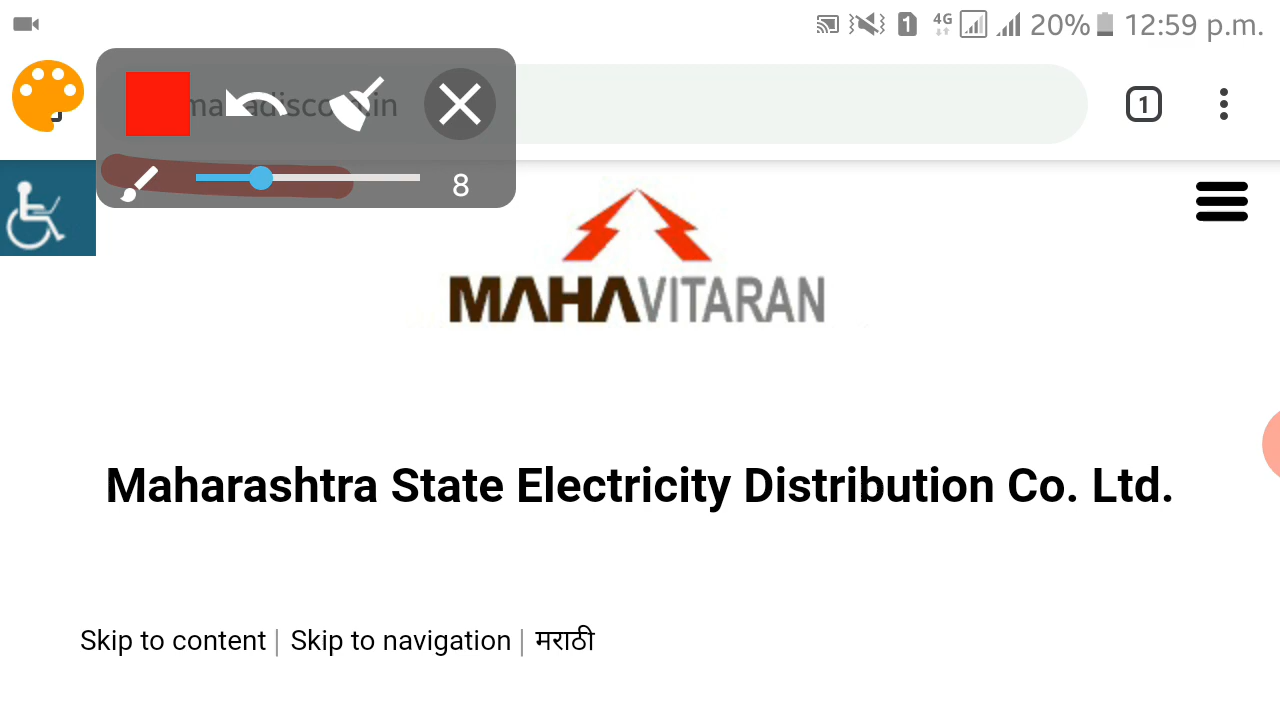 4G 1 20% 12:59 p.m.
1
8
MAHAVITARAN
Maharashtra State Electricity Distribution Co. Ltd.
Skip to content | Skip to navigation | मराठी